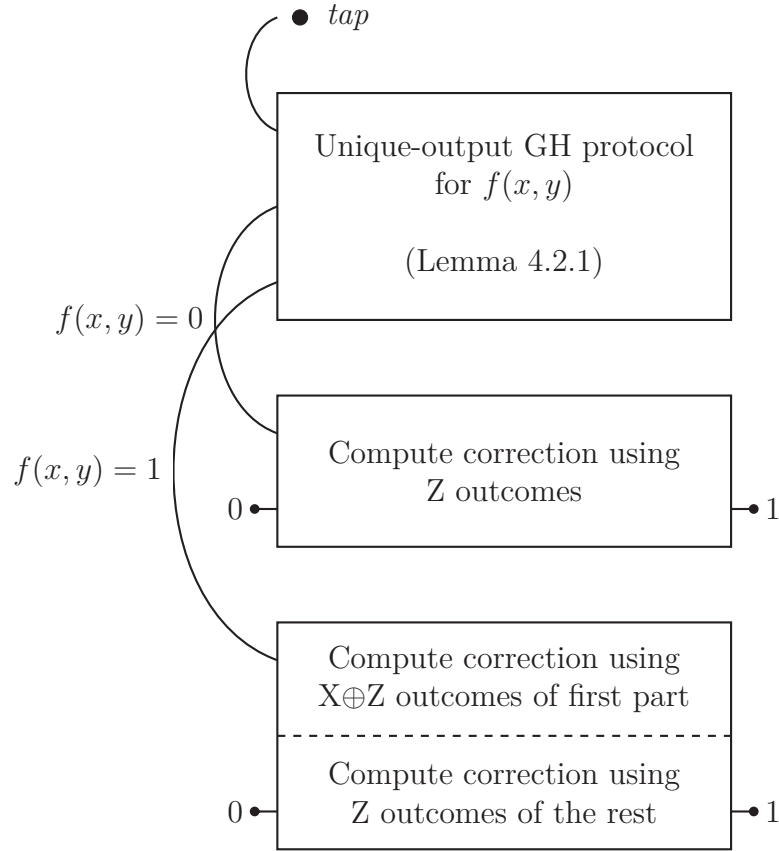 tap
Unique-output GH protocol
for f(x, y)
(Lemma 4.2.1)
f(x, y) = 0
Compute correction using
Z outcomes
f(x, y) = 1
0
1
Compute correction using
X⊕Z outcomes of first part
Compute correction using
Z outcomes of the rest
0
1